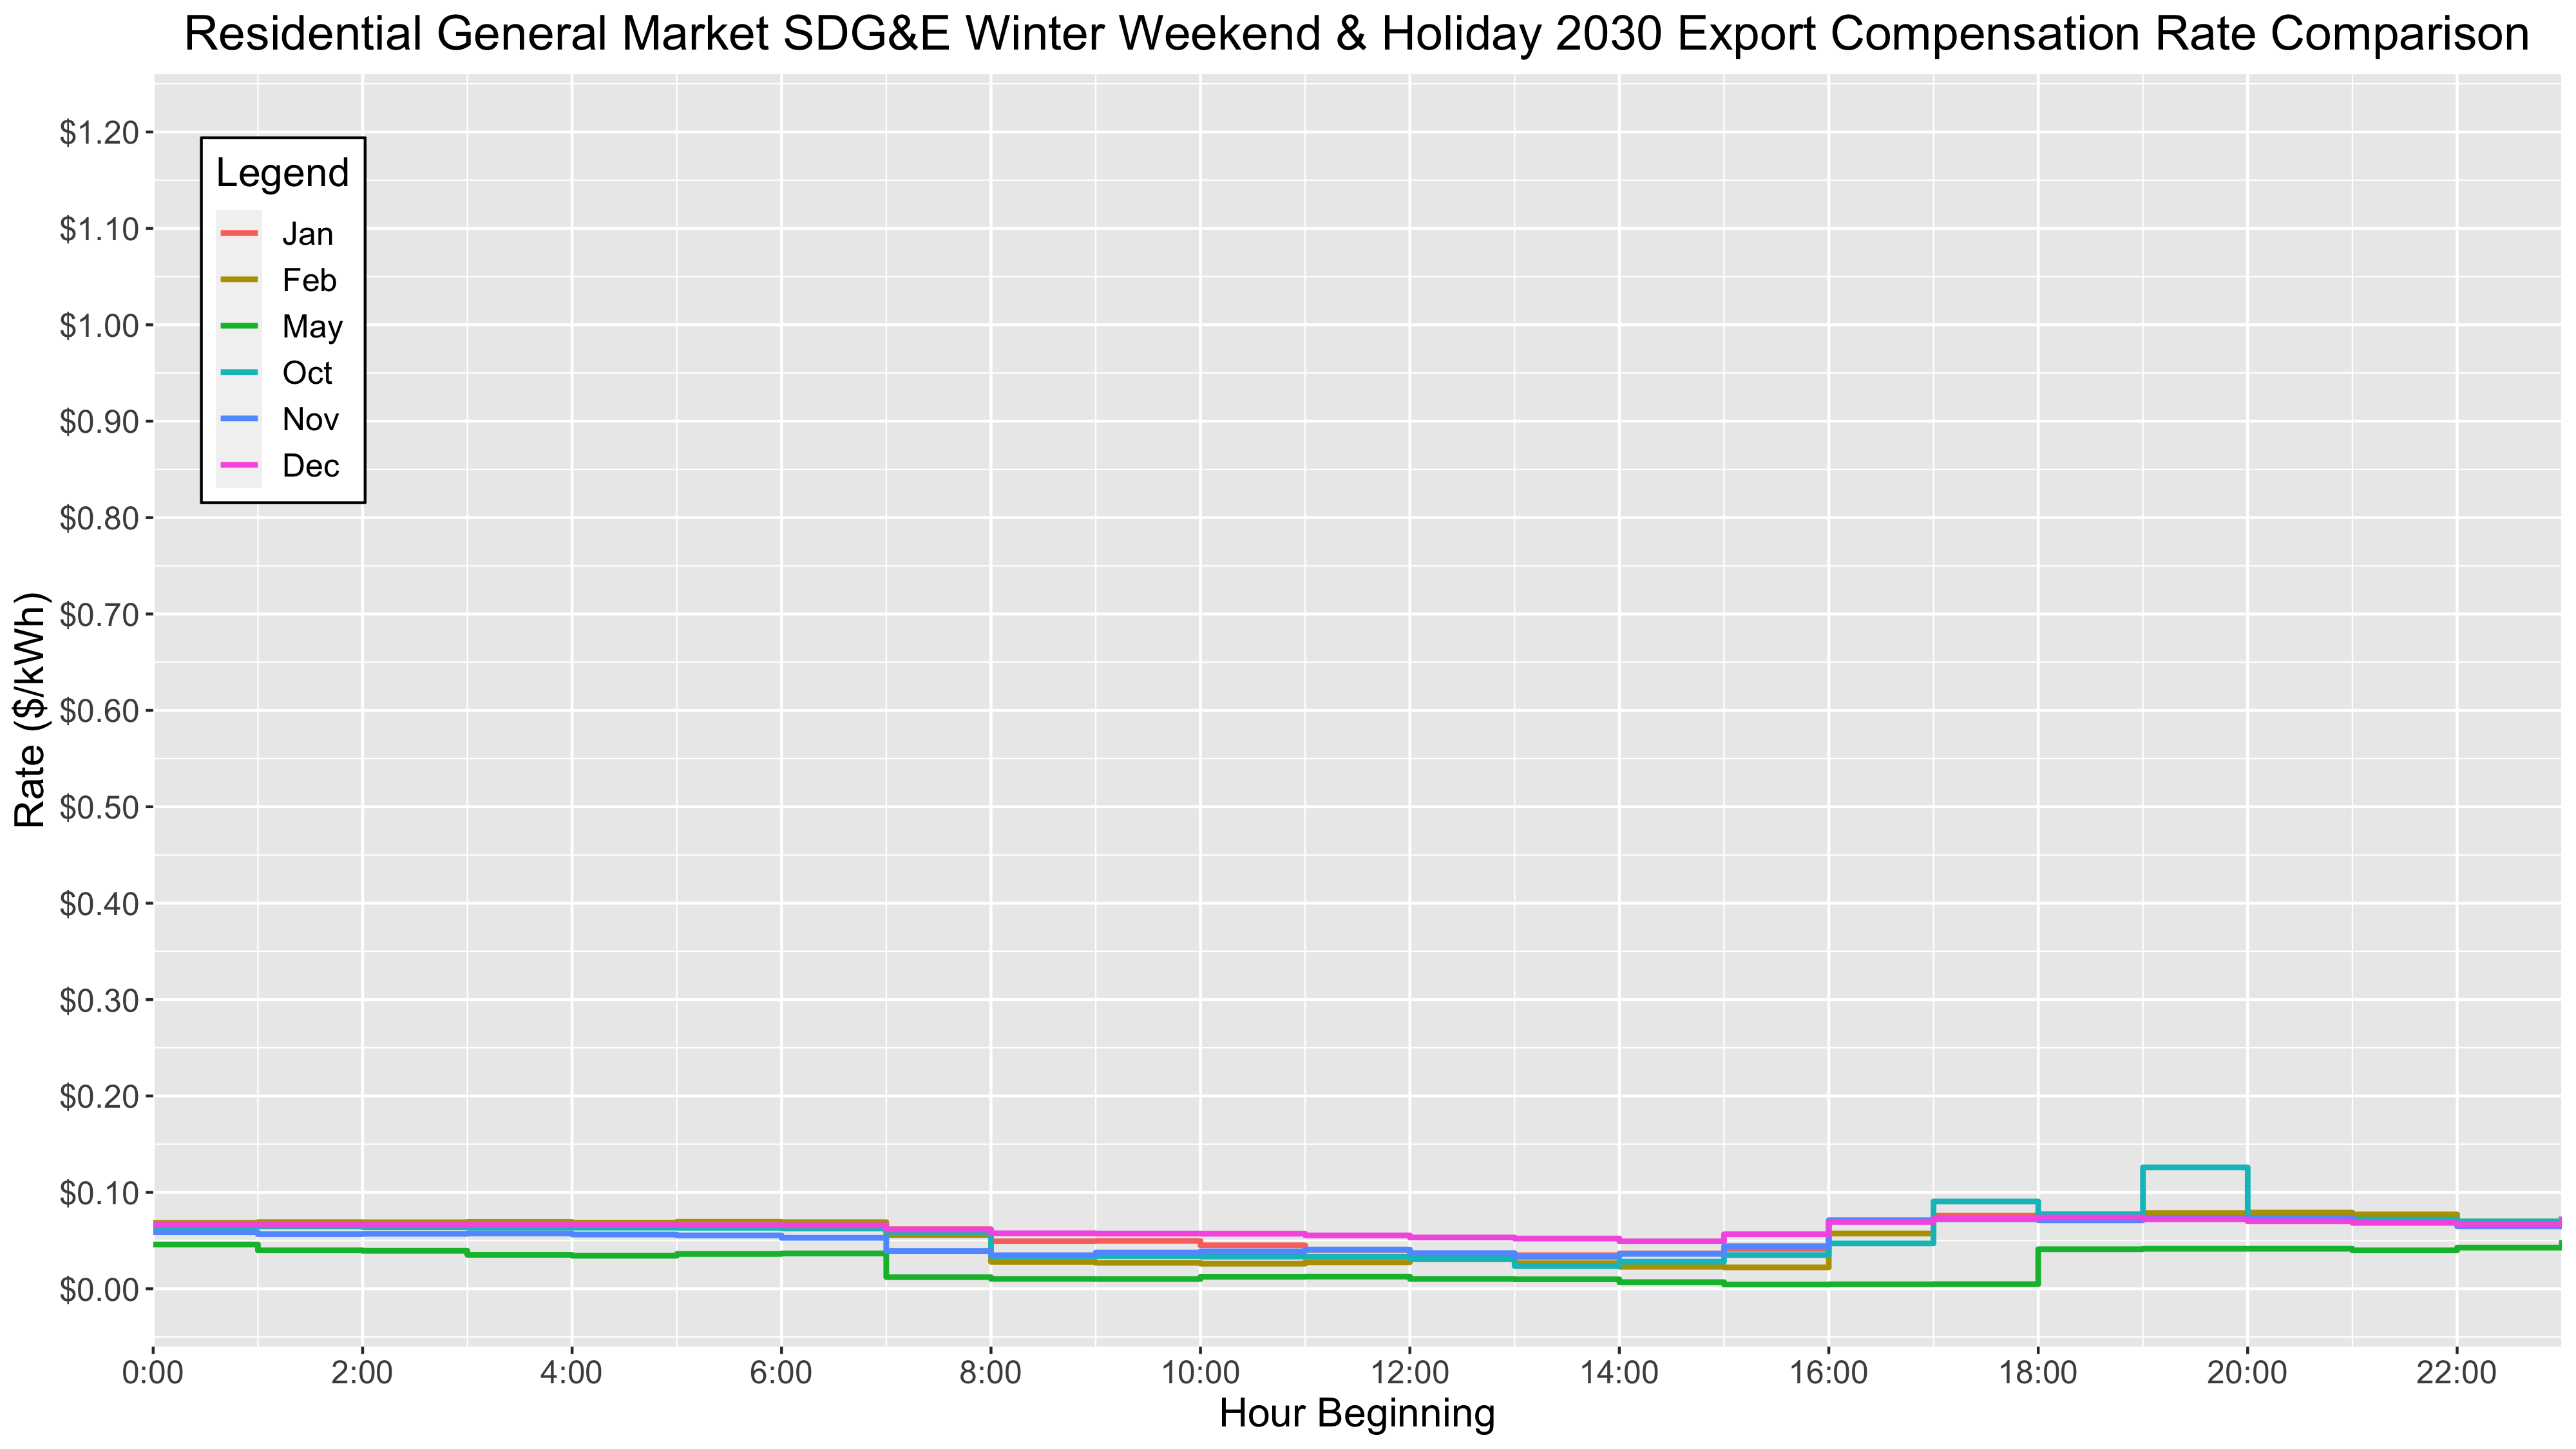 Residential General Market SDG&E Winter Weekend & Holiday 2030 Export Compensation Rate Comparison
$1.20
$1.10
$1.00
$0.90
$0.80
$0.70
$0.60
$0.50
$0.40
$0.30
$0.20
$0.10
$0.00
Rate ($/kWh)
Legend
Jan
Feb
May
Oct
Nov
Dec
0:00 2:00 4:00 6:00 8:00 10:00 12:00 14:00 16:00 18:00 20:00 22:00
Hour Beginning